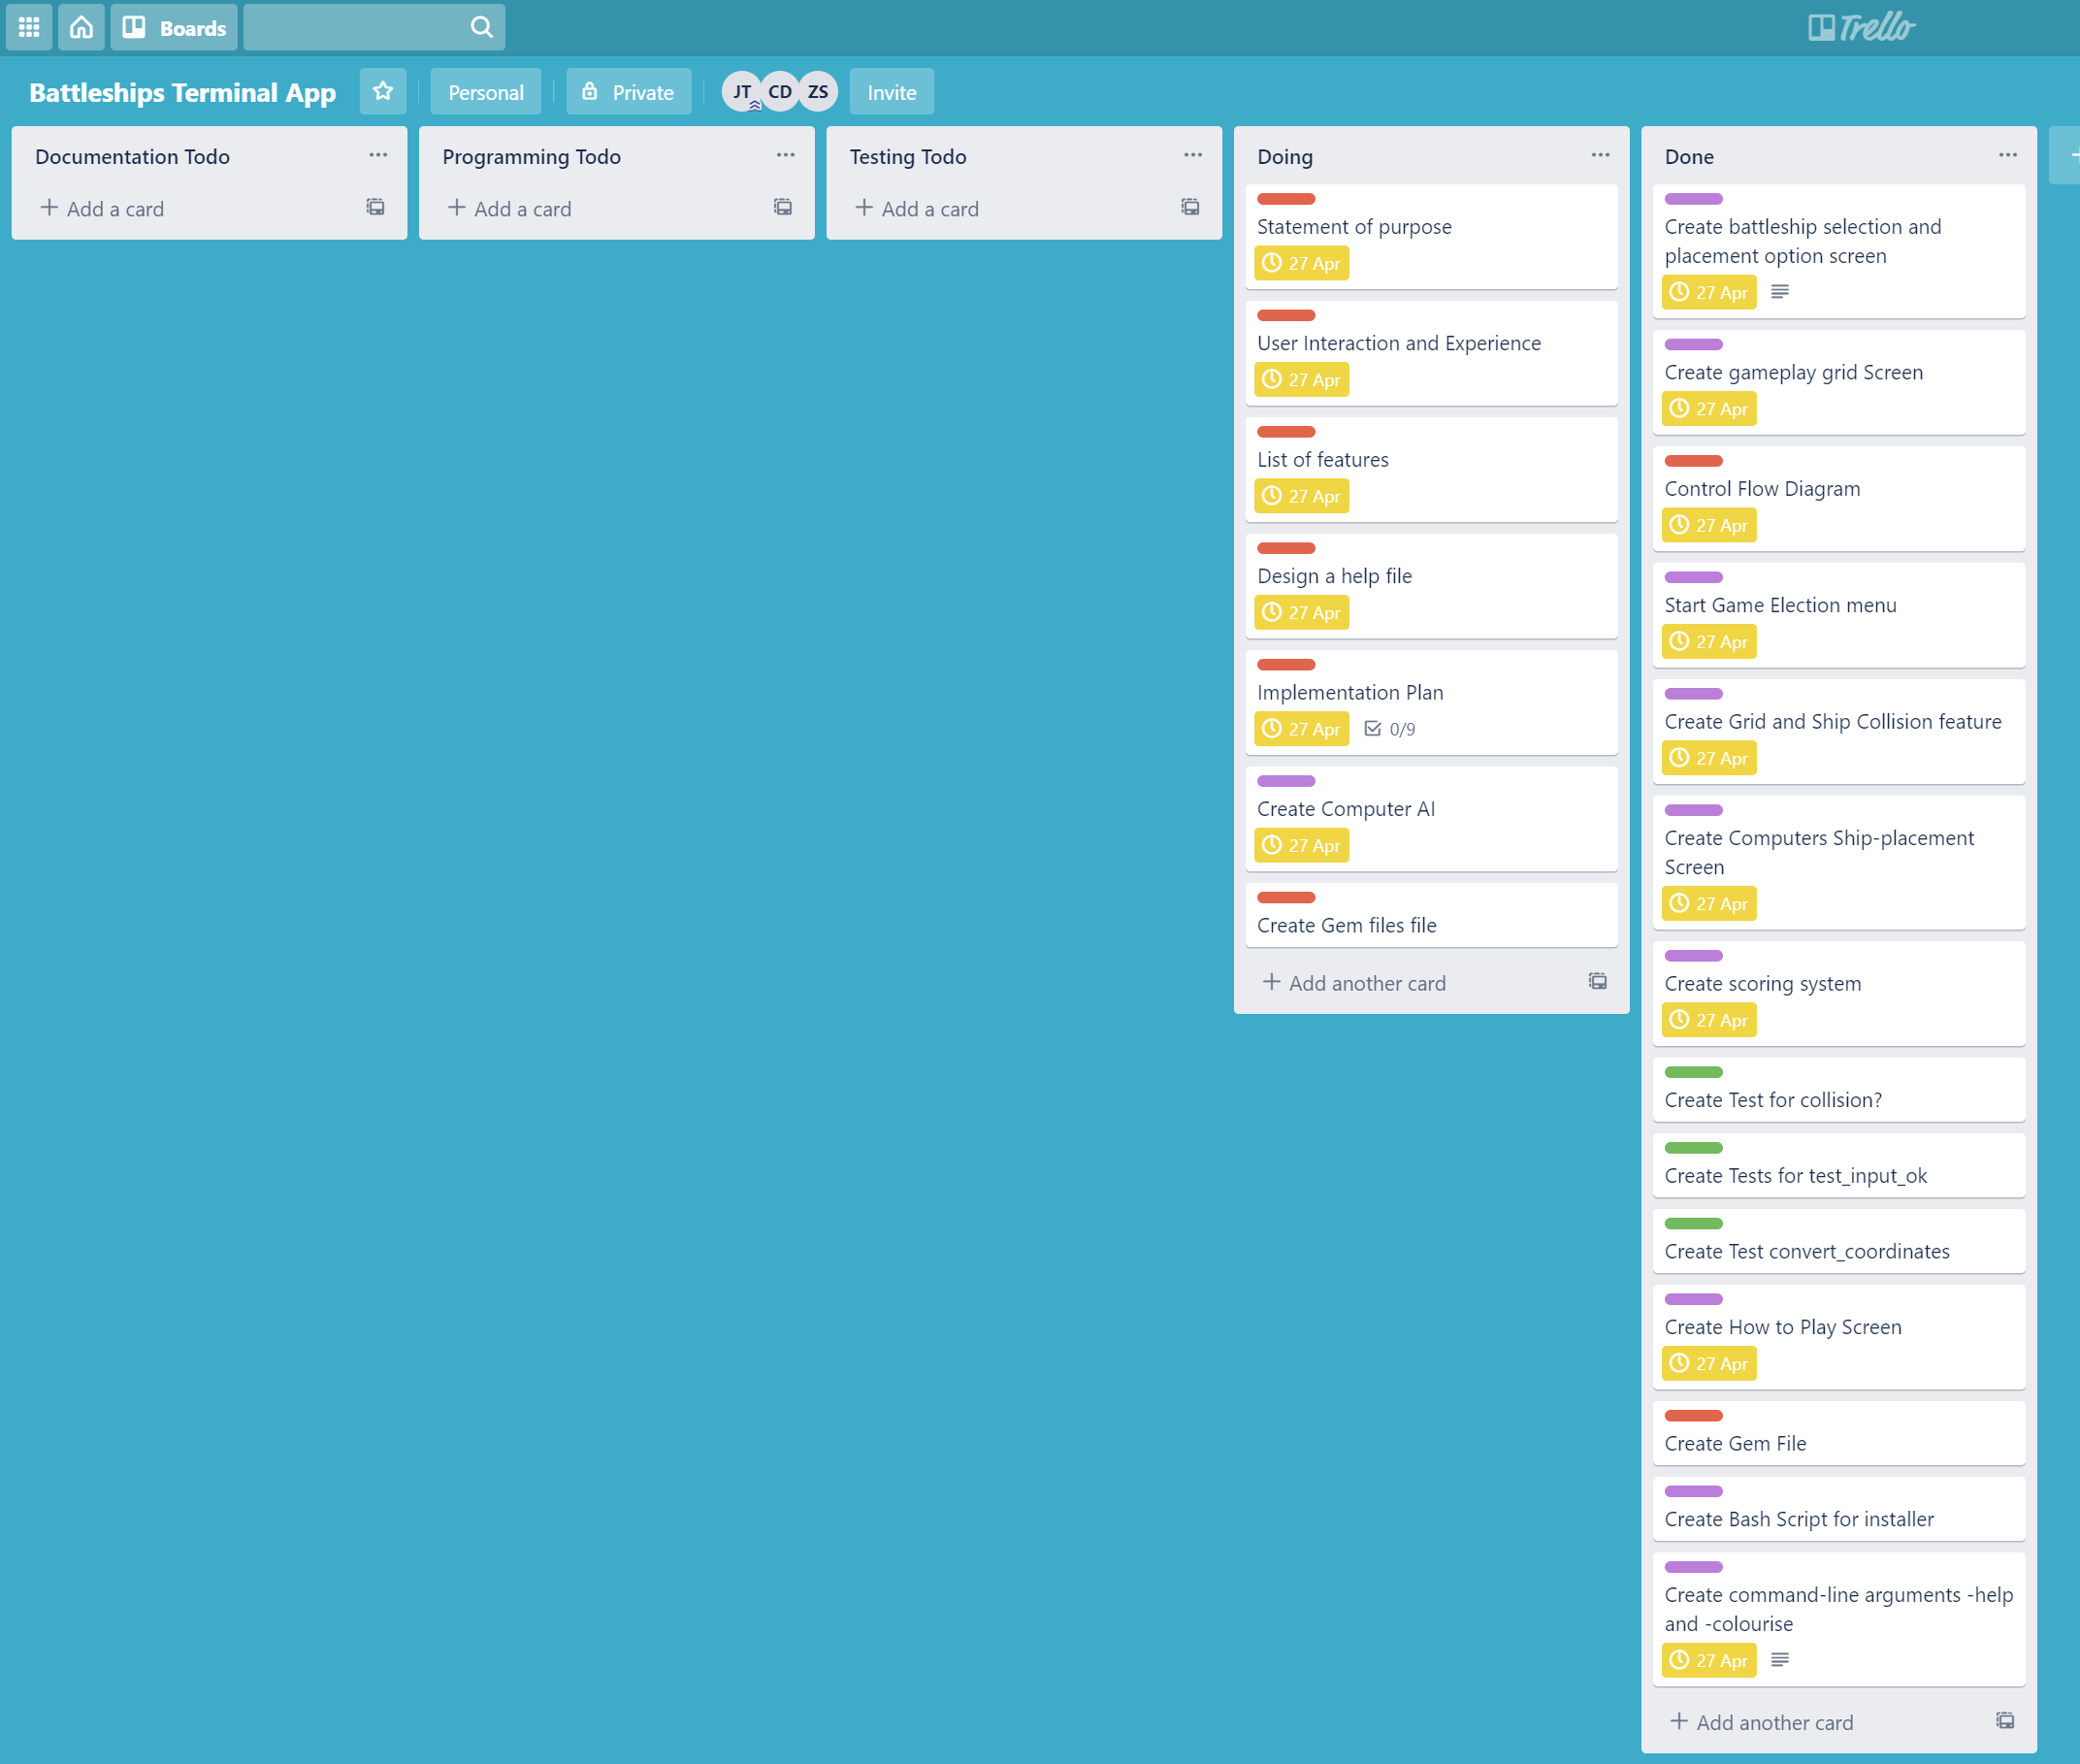 Boards
Trello
Battleships Terminal App
Personal
Private
JT
CD
ZS
Invite
Documentation Todo
Add a card
Programming Todo
Add a card
Testing Todo
Add a card
Doing
Statement of purpose
27 Apr
User Interaction and Experience
27 Apr
List of features
27 Apr
Design a help file
27 Apr
Implementation Plan
27 Apr 0/9
Create Computer AI
27 Apr
Create Gem files file
Add another card
Done
Create battleship selection and
placement option screen
27 Apr
Create gameplay grid Screen
27 Apr
Control Flow Diagram
27 Apr
Start Game Election menu
27 Apr
Create Grid and Ship Collision feature
27 Apr
Create Computers Ship-placement
Screen
27 Apr
Create scoring system
27 Apr
Create Test for collision?
Create Tests for test_input_ok
Create Test convert_coordinates
Create How to Play Screen
27 Apr
Create Gem File
Create Bash Script for installer
Create command-line arguments -help
and -colourise
27 Apr
Add another card